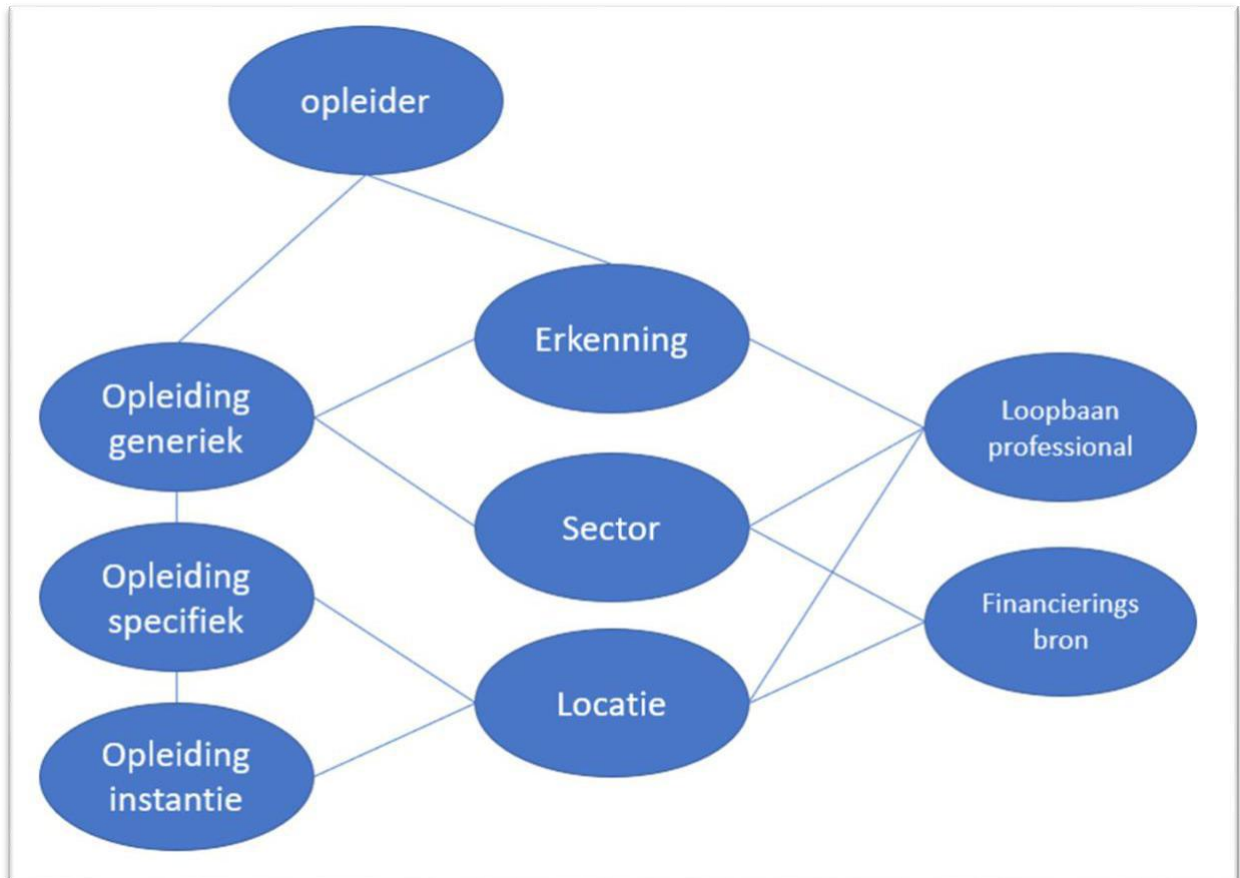 opleider
Erkenning
Opleiding
generiek
Loopbaan
professional
Sector
Opleiding
specifiek
Financierings
bron
Locatie
Opleiding
instantie